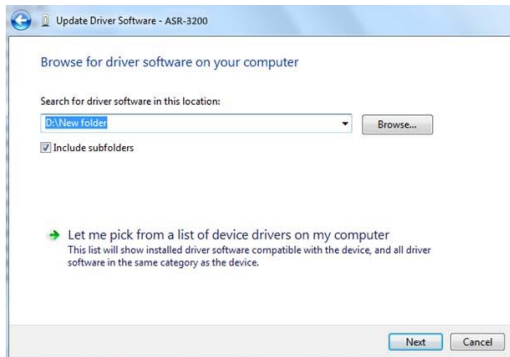 Update Driver Software - ASR-3200
Browse for driver software on your computer
Search for driver software in this location:
D:\New folder
Browse...
Include subfolders
Let me pick from a list of device drivers on my computer
This list will show installed driver software compatible with the device, and all driver
software in the same category as the device.
Next Cancel